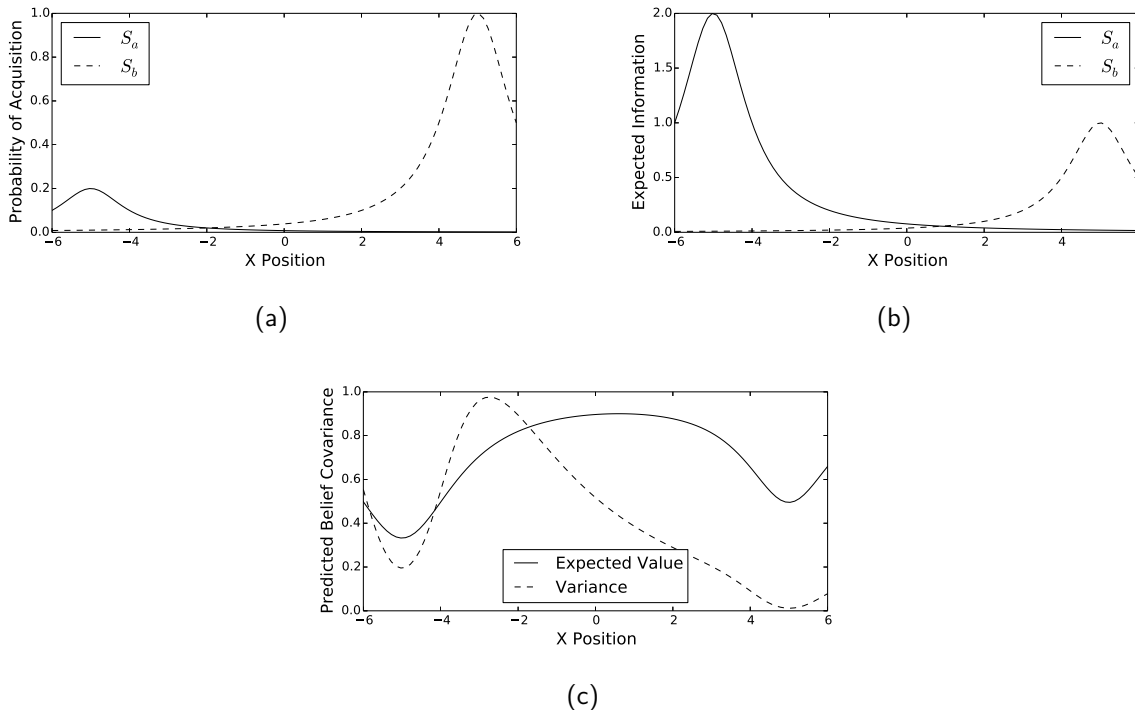 1.0
0.8
0.6
0.4
0.2
0.0
Probability of Acquisition
S_a
S_b
−6 −4 −2 0 2 4 6
X Position
(a)
2.0
1.5
1.0
0.5
0.0
Expected Information
S_a
S_b
−6 −4 −2 0 2 4
X Position
(b)
1.0
0.8
0.6
0.4
0.2
0.0
Predicted Belief Covariance
Expected Value
Variance
−6 −4 −2 0 2 4 6
X Position
(c)